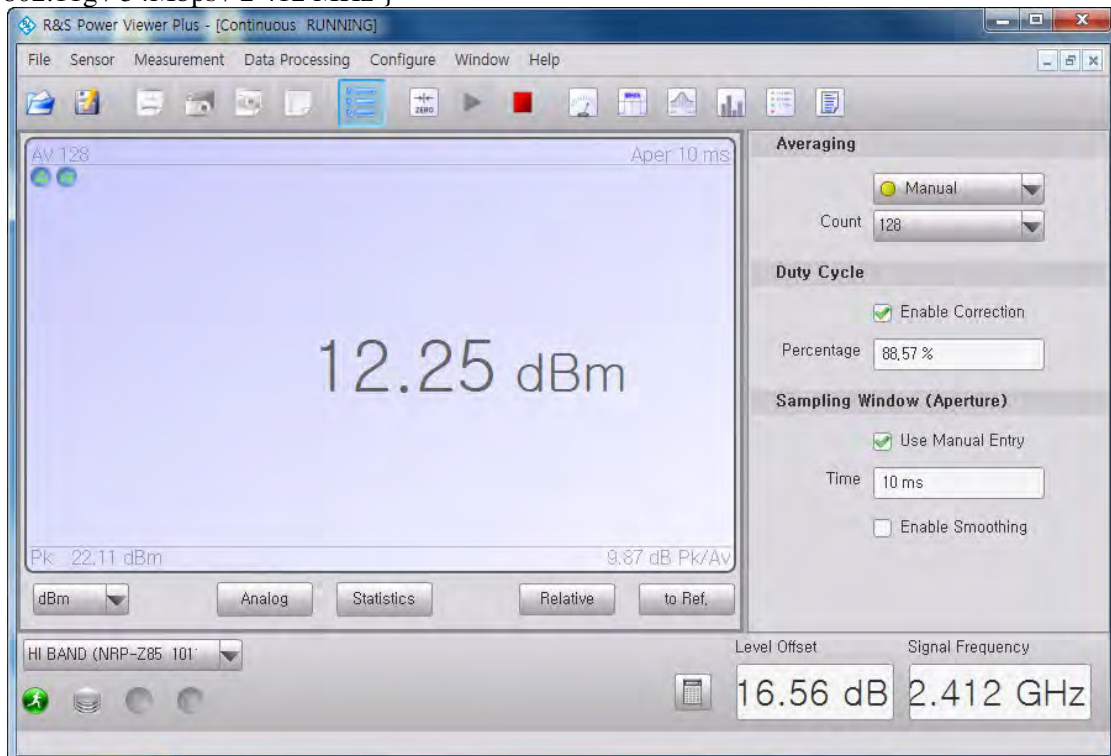 R&S Power Viewer Plus - [Continuous RUNNING]
File Sensor Measurement Data Processing Configure Window Help
ZERO
AV 128
Aper 10 ms
12.25 dBm
Pk 22,11 dBm
9,87 dB Pk/Av
Averaging
Manual
Count 128
Duty Cycle
Enable Correction
Percentage 88,57 %
Sampling Window (Aperture)
Use Manual Entry
Time 10 ms
Enable Smoothing
dBm Analog Statistics Relative to Ref.
HI BAND (NRP-Z85 101
Level Offset Signal Frequency
16.56 dB 2.412 GHz